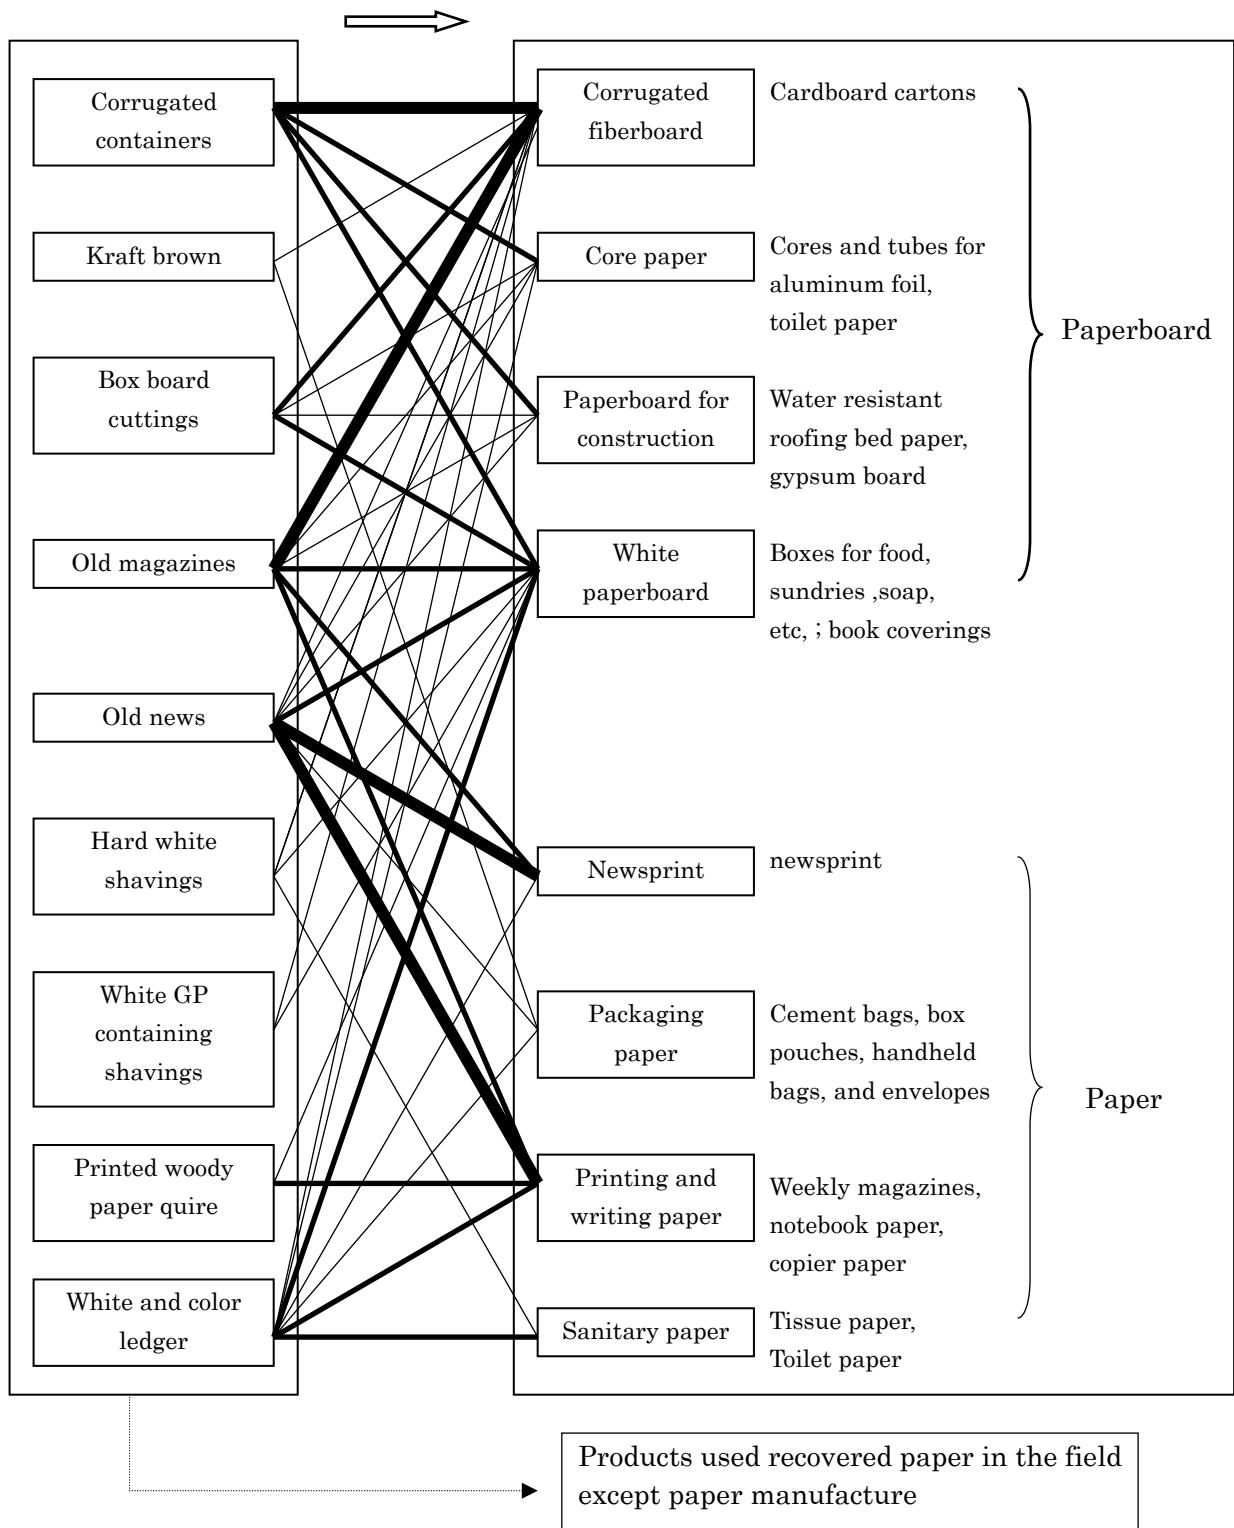 Corrugated
containers
Kraft brown
Box board
cuttings
Old magazines
Old news
Hard white
shavings
White GP
containing
shavings
Printed woody
paper quire
White and color
ledger
Corrugated
fiberboard
Cardboard cartons
Core paper
Cores and tubes for
aluminum foil,
toilet paper
Paperboard for
construction
Water resistant
roofing bed paper,
gypsum board
White
paperboard
Boxes for food,
sundries ,soap,
etc, ; book coverings
Paperboard
Newsprint
newsprint
Packaging
paper
Cement bags, box
pouches, handheld
bags, and envelopes
Printing and
writing paper
Weekly magazines,
notebook paper,
copier paper
Sanitary paper
Tissue paper,
Toilet paper
Paper
Products used recovered paper in the field
except paper manufacture